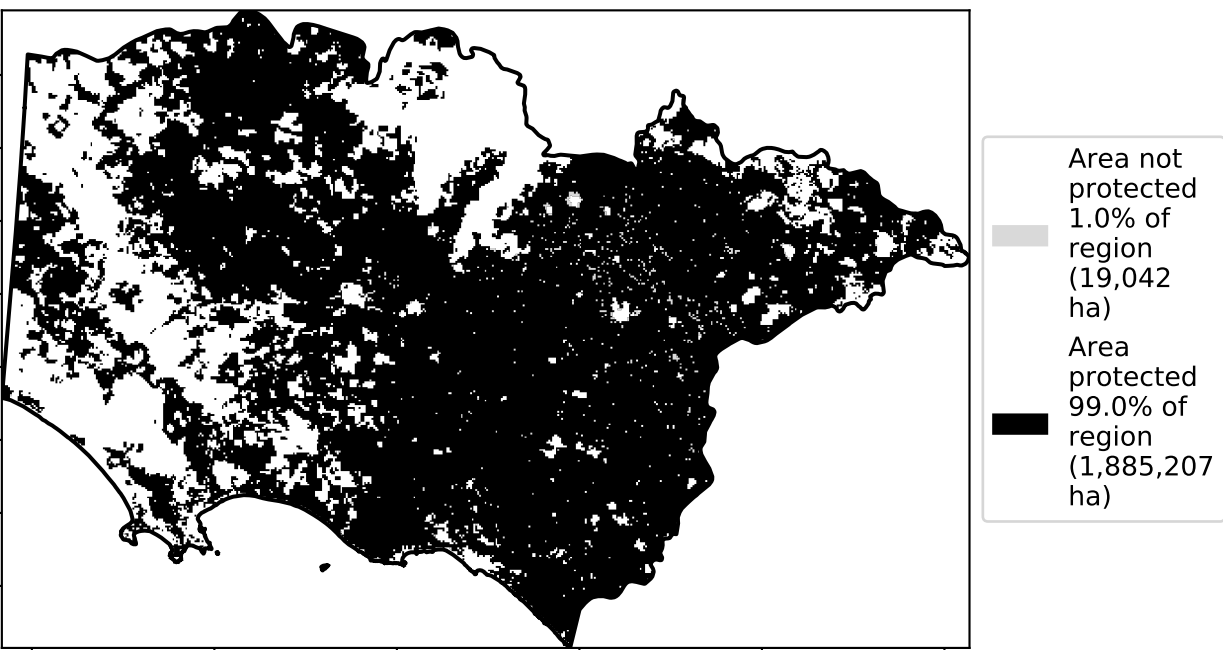 Area not
protected
1.0% of
region
(19,042
ha)
Area
protected
99.0% of
region
(1,885,207
ha)